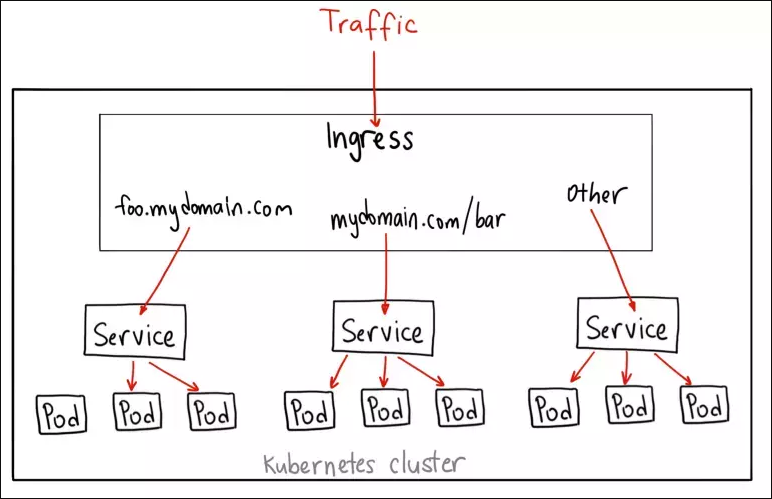 Traffic
Ingress
foo.mydomain.com
mydomain.com/bar
Other
Service
Service
Service
Pod
Pod
Pod
Pod
Pod
Pod
Pod
Pod
Pod
Kubernetes cluster